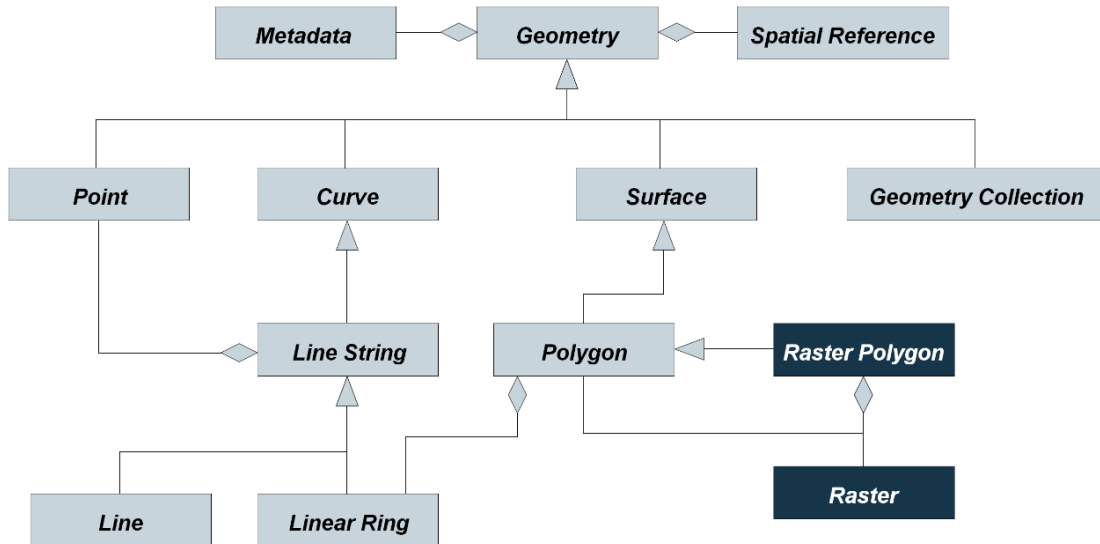 Metadata
Geometry
Spatial Reference
Point
Curve
Surface
Geometry Collection
Line String
Polygon
Raster Polygon
Line
Linear Ring
Raster